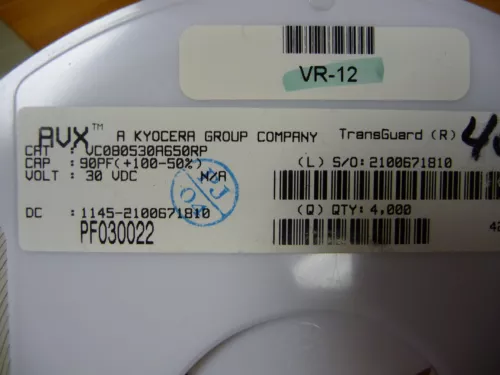 VR-12
AVX™ A KYOCERA GROUP COMPANY TransGuard (R)
CAT : VC080530A650RP
CAP : 90PF(+100-50%) (L) S/O:2100671810
VOLT : 30 VDC N/A
DC : 1145-2100671810 (Q) QTY: 4,000
PF030022